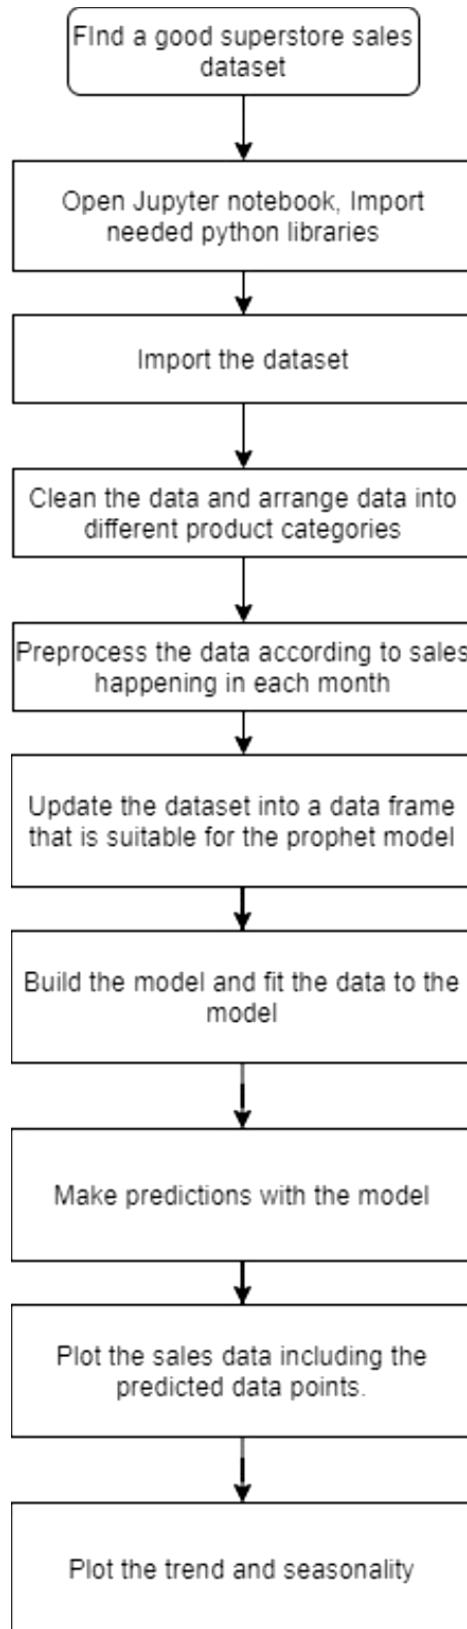 FInd a good superstore sales
dataset
Open Jupyter notebook, Import
needed python libraries
Import the dataset
Clean the data and arrange data into
different product categories
Preprocess the data according to sales
happening in each month
Update the dataset into a data frame
that is suitable for the prophet model
Build the model and fit the data to the
model
Make predictions with the model
Plot the sales data including the
predicted data points.
Plot the trend and seasonality